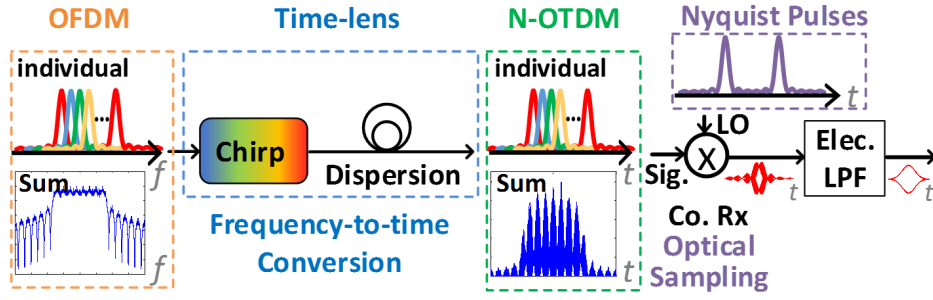 OFDM
Time-lens
N-OTDM
Nyquist Pulses
individual
...
f
Sum
f
Chirp
Dispersion
Frequency-to-time
Conversion
individual
...
t
Sum
t
t
LO
Sig.
X
t
Co. Rx
Optical
Sampling
Elec.
LPF
t